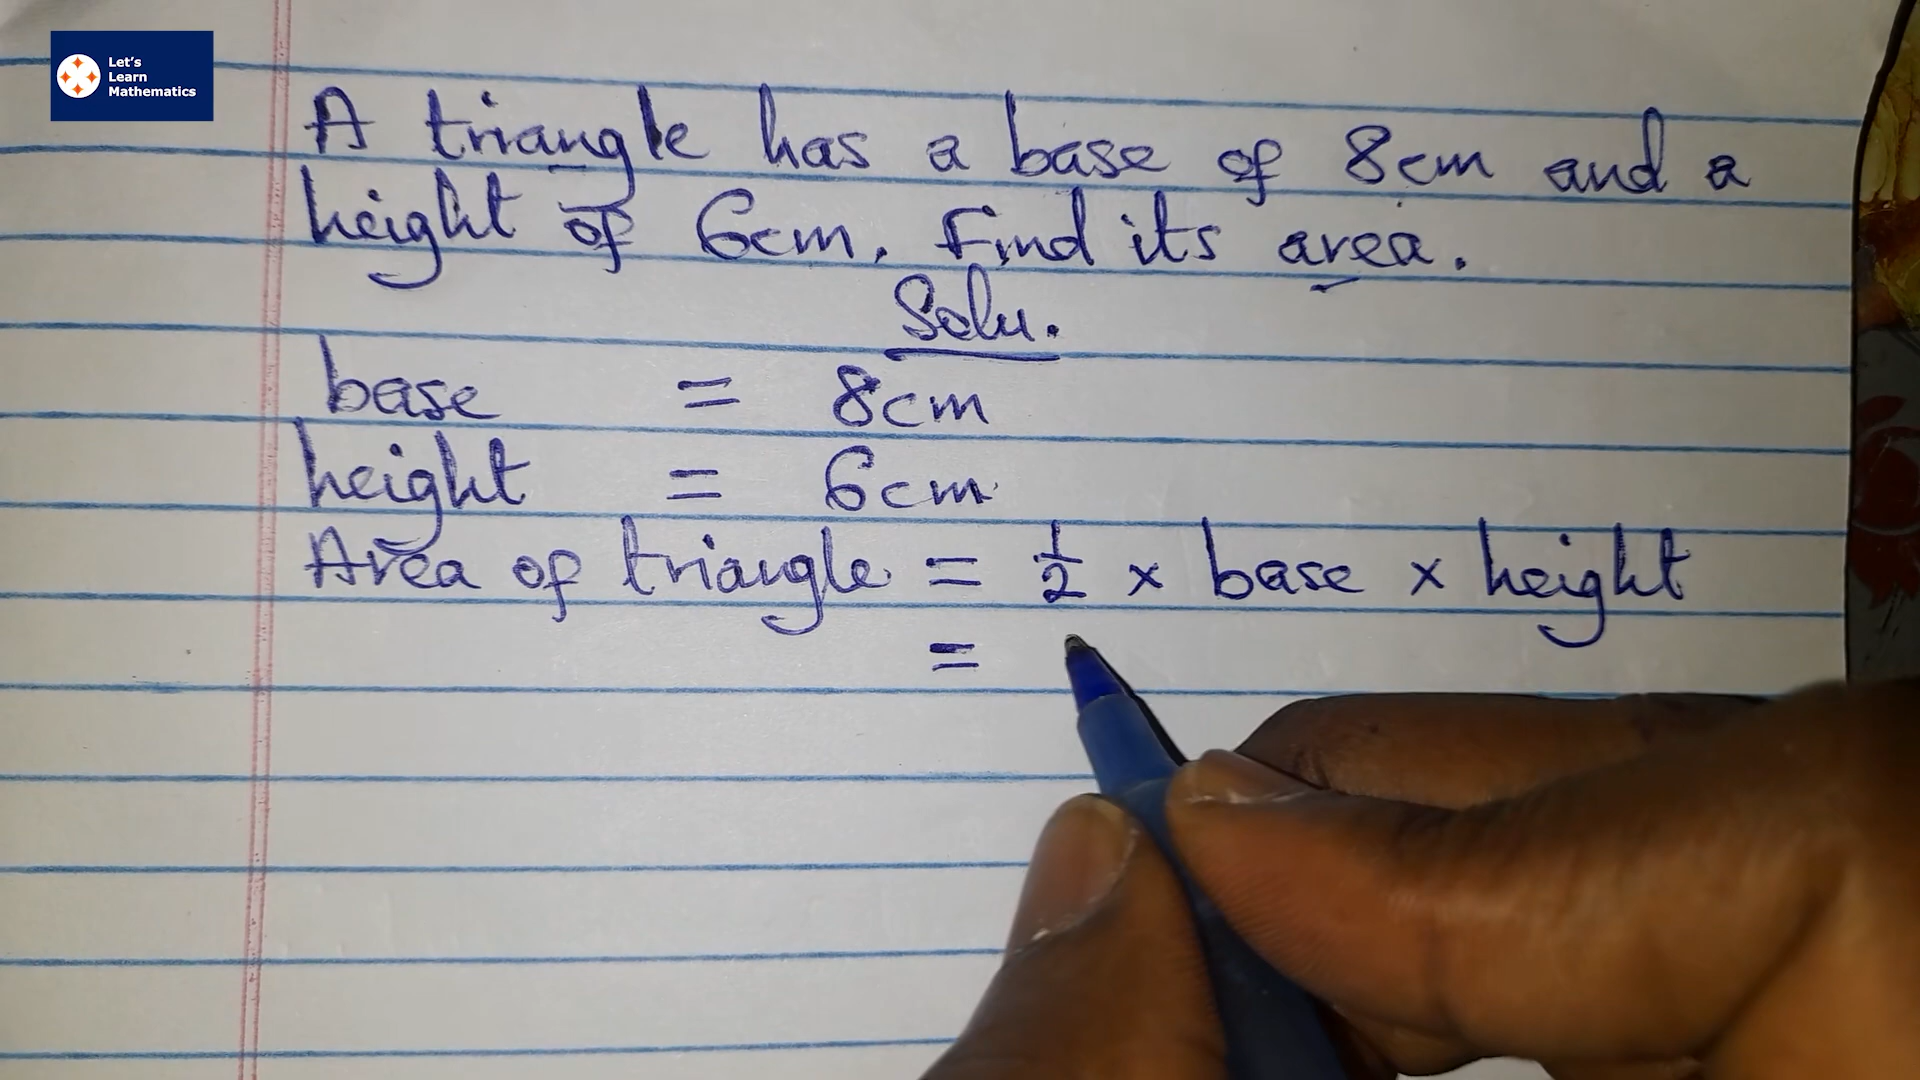 Let's
Learn
Mathematics
A triangle has a base of 8cm and a
height of 6cm. Find its area.
Solu.
base = 8cm
height = 6cm
Area of triangle = 1/2 × base × height
=